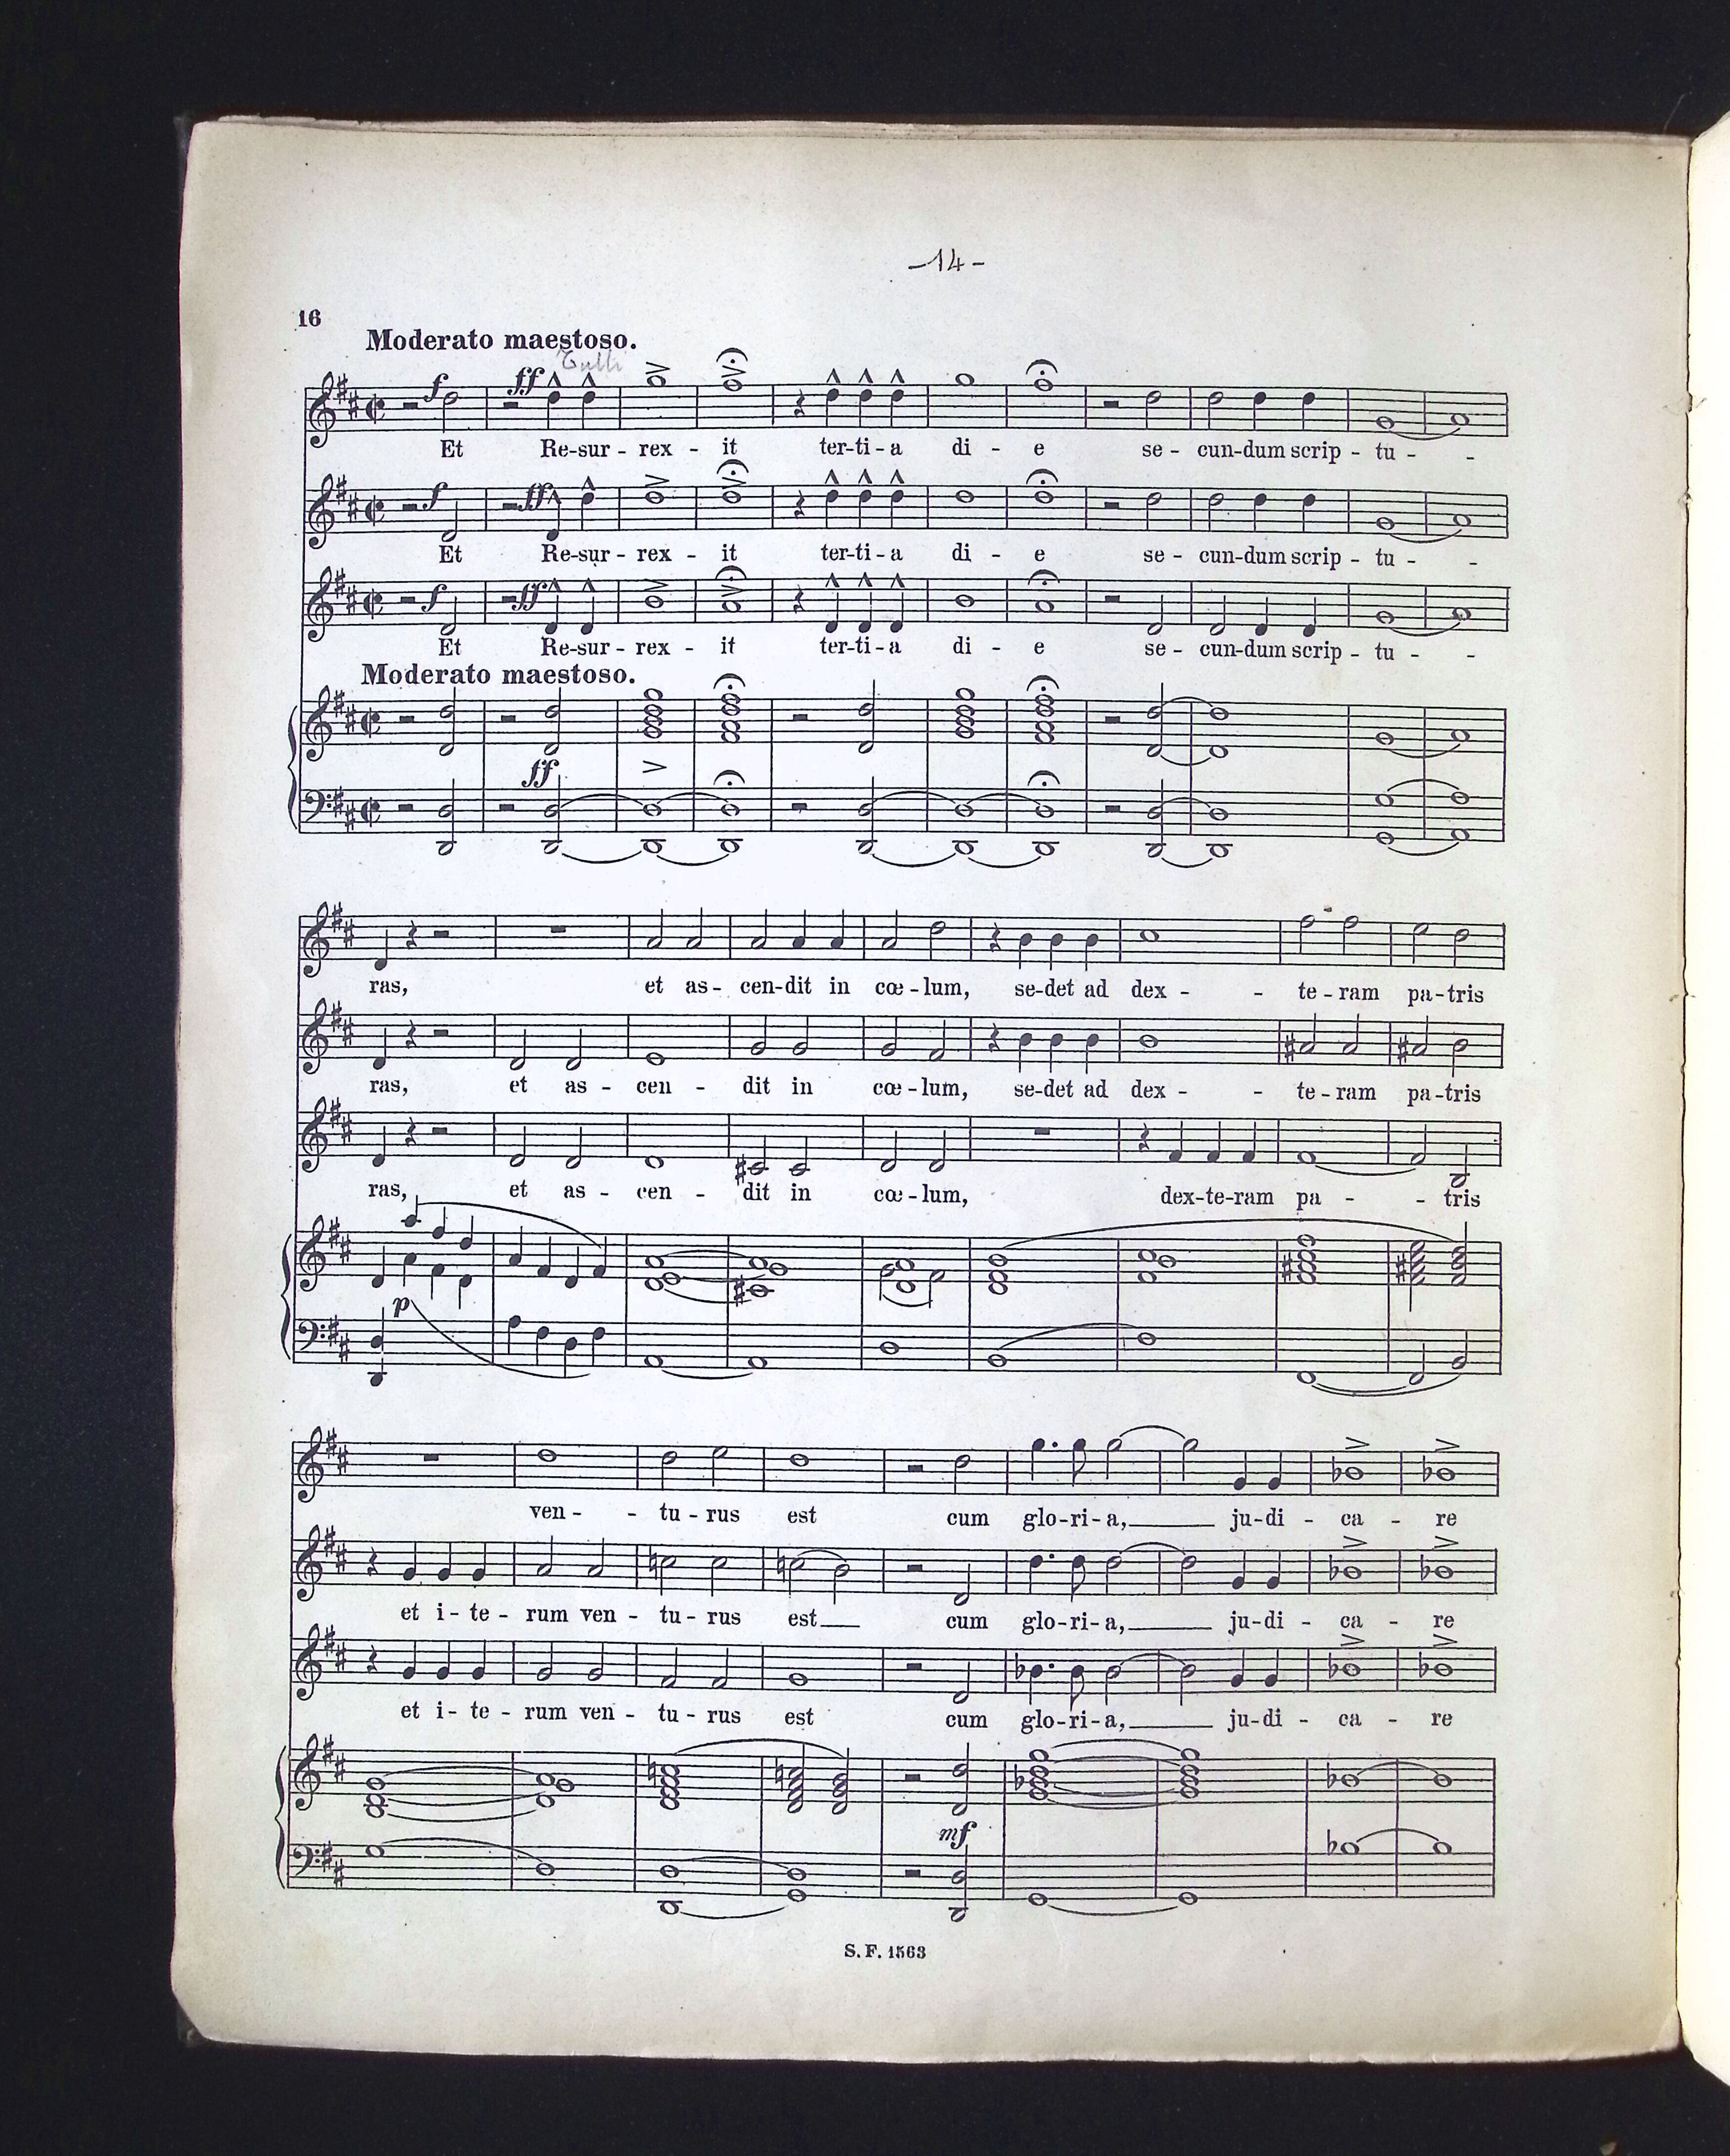 -14-
16
Moderato maestoso.
Tutti
f ff
Et Re-sur-rex-it ter-ti-a di-e se-cun-dum scrip-tu- -
f ff
Et Re-sur-rex-it ter-ti-a di-e se-cun-dum scrip-tu- -
f ff
Et Re-sur-rex-it ter-ti-a di-e se-cun-dum scrip-tu- -
Moderato maestoso.
ff
ras, et as-cen-dit in cœ-lum, se-det ad dex- -te-ram pa-tris
ras, et as-cen-dit in cœ-lum, se-det ad dex- -te-ram pa-tris
ras, et as-cen-dit in cœ-lum, dex-te-ram pa- -tris
p
ven- -tu-rus est cum glo-ri-a, ju-di-ca-re
et i-te-rum ven-tu-rus est cum glo-ri-a, ju-di-ca-re
et i-te-rum ven-tu-rus est cum glo-ri-a, ju-di-ca-re
mf
S. F. 1563